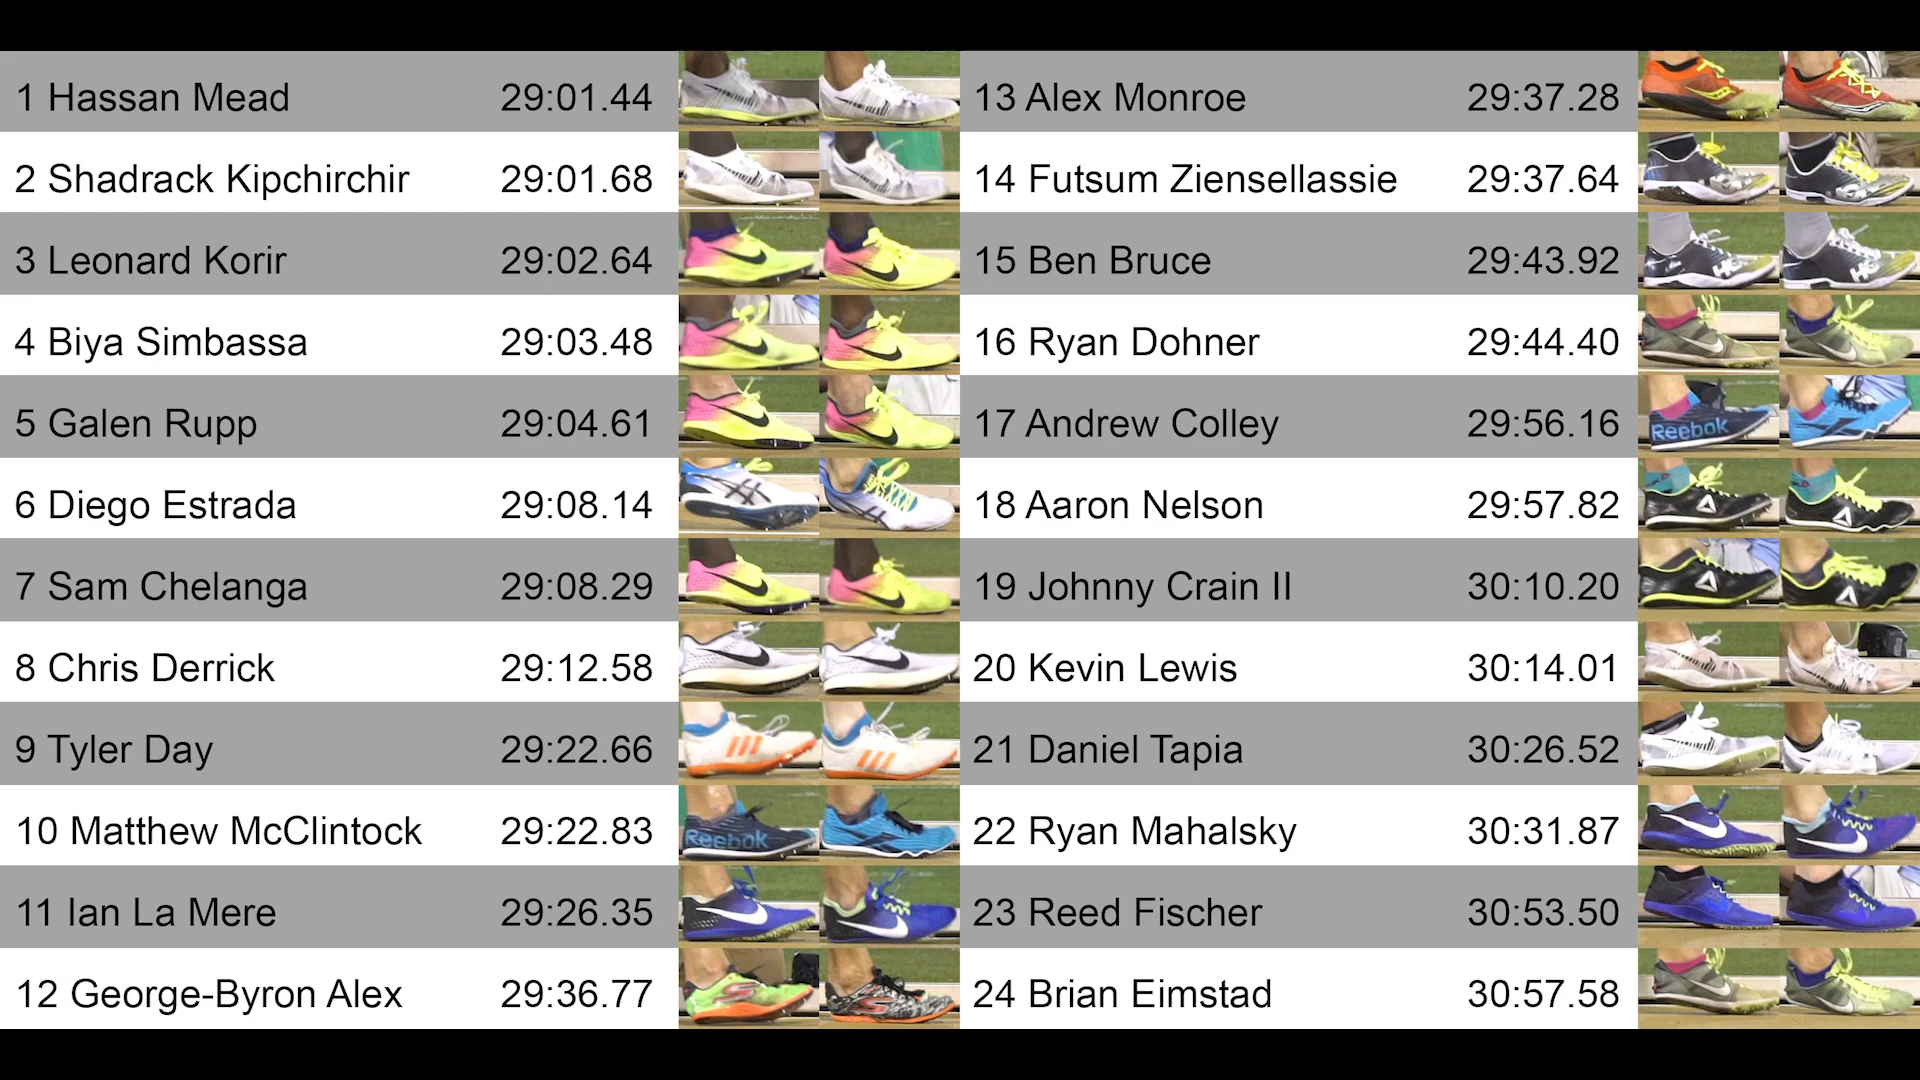 1 Hassan Mead 29:01.44
2 Shadrack Kipchirchir 29:01.68
3 Leonard Korir 29:02.64
4 Biya Simbassa 29:03.48
5 Galen Rupp 29:04.61
6 Diego Estrada 29:08.14
7 Sam Chelanga 29:08.29
8 Chris Derrick 29:12.58
9 Tyler Day 29:22.66
10 Matthew McClintock 29:22.83
Reebok
11 Ian La Mere 29:26.35
12 George-Byron Alex 29:36.77
13 Alex Monroe 29:37.28
14 Futsum Ziensellassie 29:37.64
15 Ben Bruce 29:43.92
16 Ryan Dohner 29:44.40
17 Andrew Colley 29:56.16
Reebok
18 Aaron Nelson 29:57.82
19 Johnny Crain II 30:10.20
20 Kevin Lewis 30:14.01
21 Daniel Tapia 30:26.52
22 Ryan Mahalsky 30:31.87
23 Reed Fischer 30:53.50
24 Brian Eimstad 30:57.58